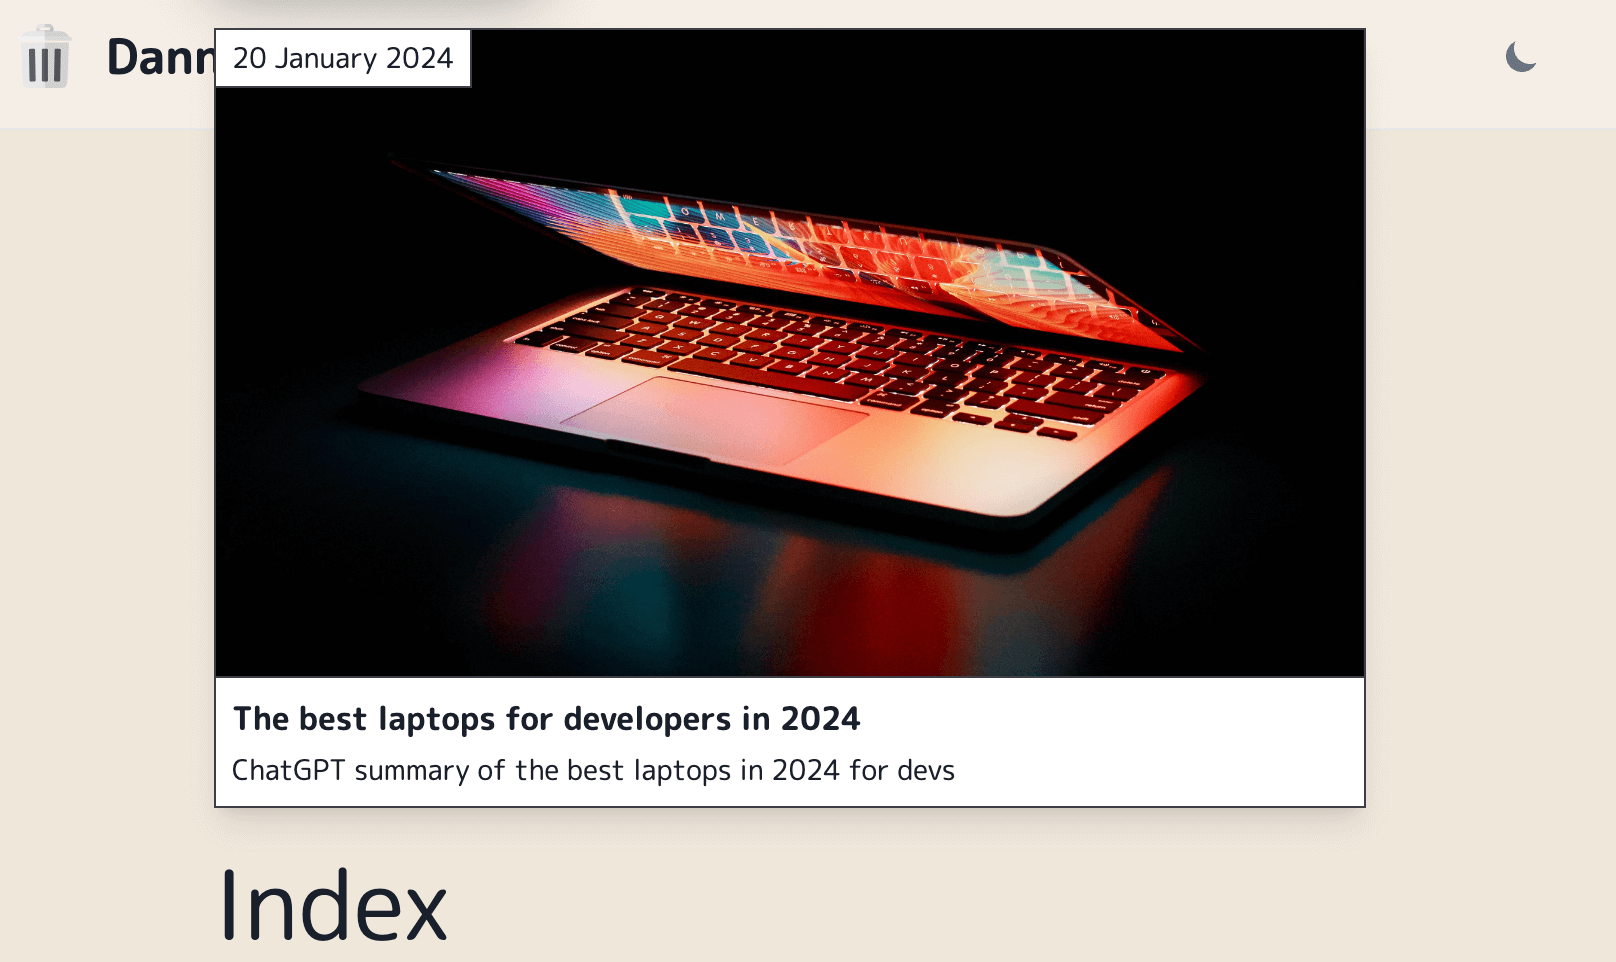 Dann
20 January 2024
The best laptops for developers in 2024
ChatGPT summary of the best laptops in 2024 for devs
Index